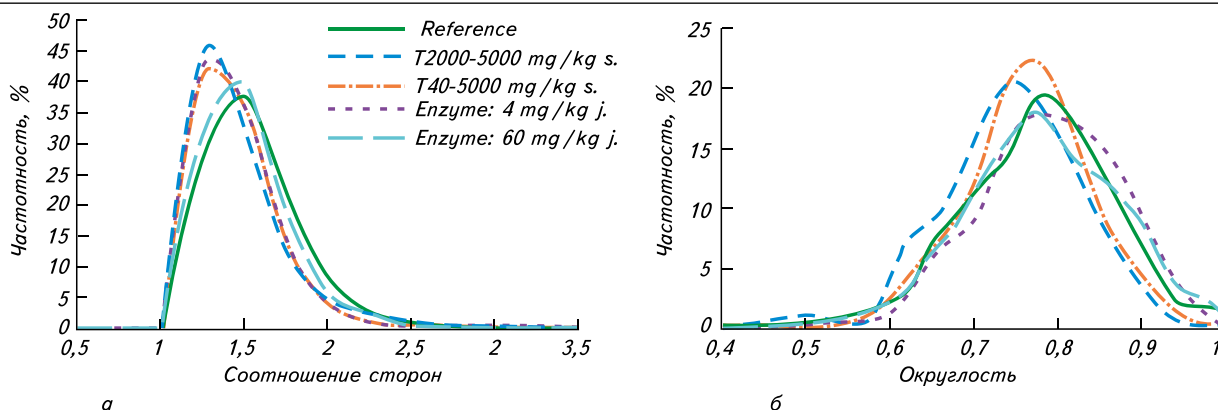 50
45
40
35
30
25
20
15
10
5
0
Частотность, %
0,5
1
1,5
2
2,5
2
3,5
Соотношение сторон
а
Reference
T2000-5000 mg/kg s.
T40-5000 mg/kg s.
Enzyme: 4 mg/kg j.
Enzyme: 60 mg/kg j.
25
20
15
10
5
0
Частотность, %
0,4
0,5
0,6
0,7
0,8
0,9
1
Округлость
б